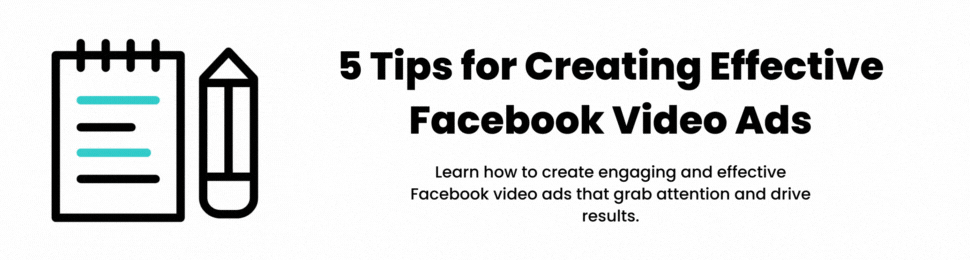 5 Tips for Creating Effective
Facebook Video Ads
Learn how to create engaging and effective
Facebook video ads that grab attention and drive
results.